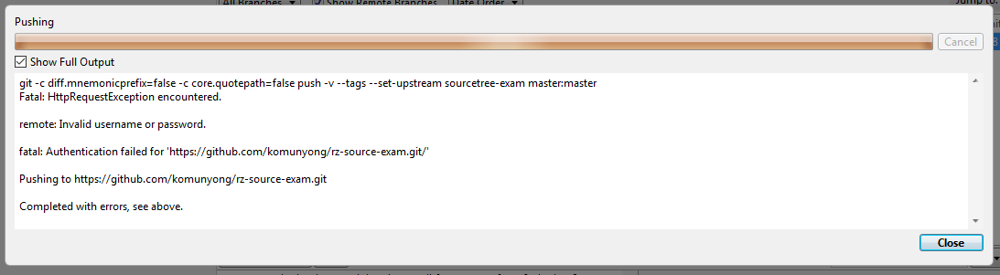 All Branches
Show Remote Branches
Date Order
Jump to:
Pushing
Cancel
Show Full Output
git -c diff.mnemonicprefix=false -c core.quotepath=false push -v --tags --set-upstream sourcetree-exam master:master
Fatal: HttpRequestException encountered.
remote: Invalid username or password.
fatal: Authentication failed for 'https://github.com/komunyong/rz-source-exam.git/'
Pushing to https://github.com/komunyong/rz-source-exam.git
Completed with errors, see above.
Close